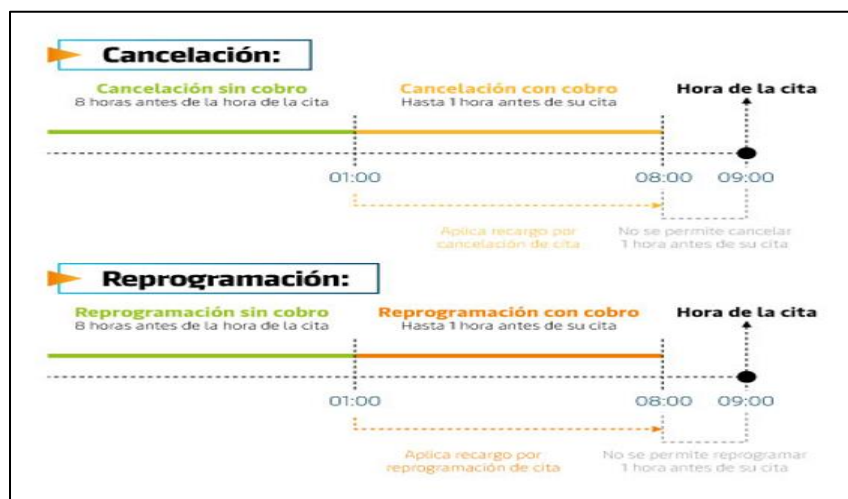 Cancelación:
Cancelación sin cobro
8 horas antes de la hora de la cita
Cancelación con cobro
Hasta 1 hora antes de su cita
Hora de la cita
01:00
08:00
09:00
Aplica recargo por
cancelación de cita
No se permite cancelar
1 hora antes de su cita
Reprogramación:
Reprogramación sin cobro
8 horas antes de la hora de la cita
Reprogramación con cobro
Hasta 1 hora antes de su cita
Hora de la cita
01:00
08:00
09:00
Aplica recargo por
reprogramación de cita
No se permite reprogramar
1 hora antes de su cita